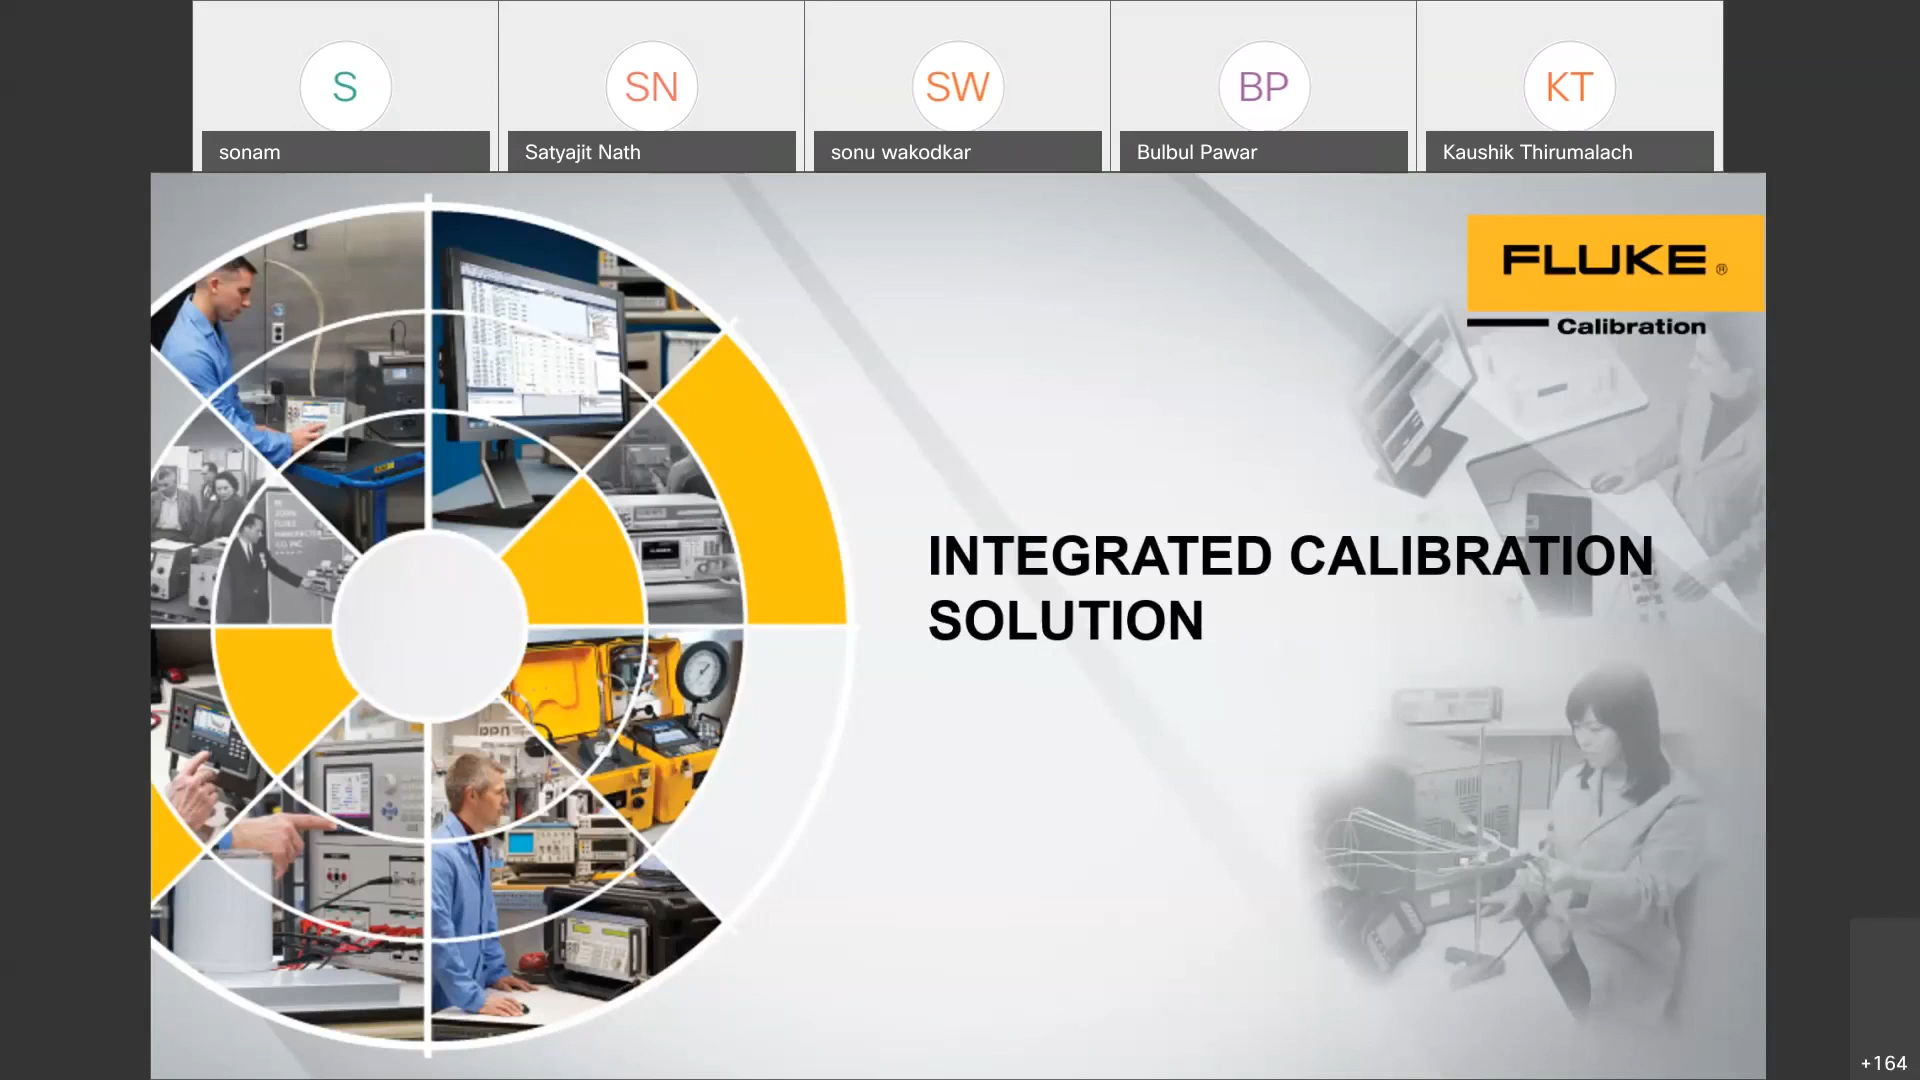 S
SN
SW
BP
KT
sonam
Satyajit Nath
sonu wakodkar
Bulbul Pawar
Kaushik Thirumalach
FLUKE ®
Calibration
INTEGRATED CALIBRATION
SOLUTION
+164